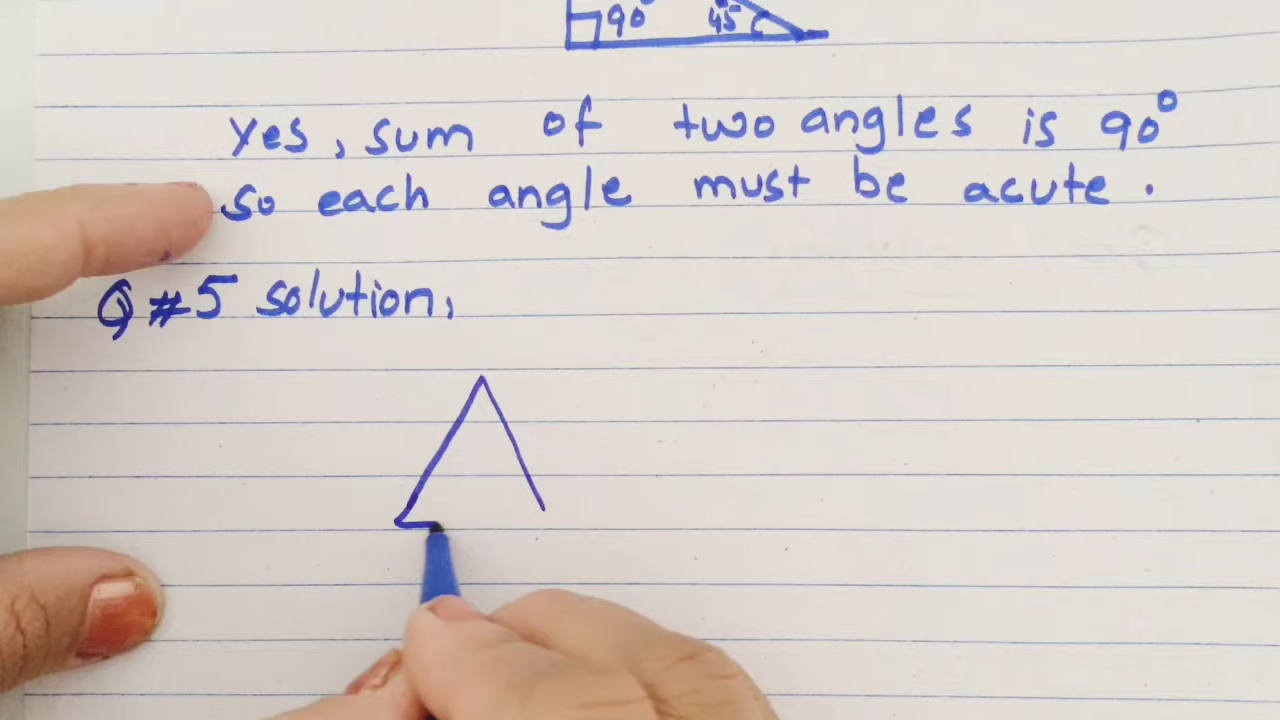 90° 45°
Yes, sum of two angles is 90°
so each angle must be acute.
Q #5 solution,